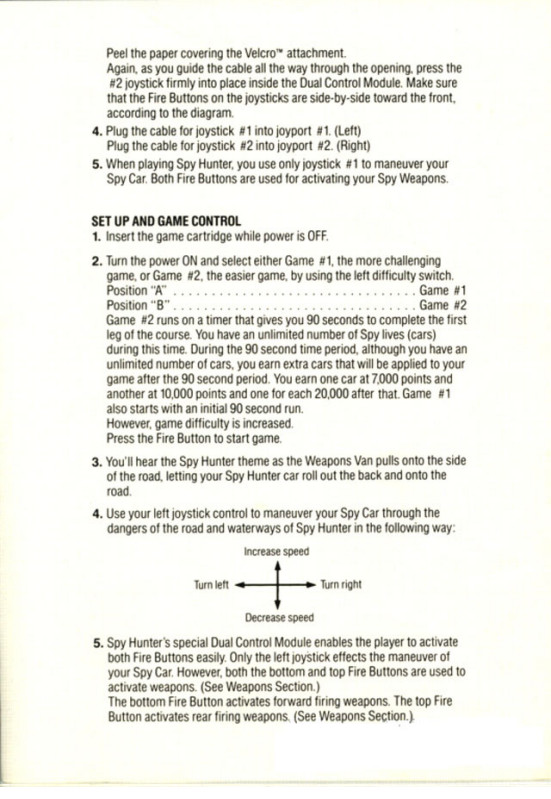 Peel the paper covering the Velcro™ attachment.
Again, as you guide the cable all the way through the opening, press the
#2 joystick firmly into place inside the Dual Control Module. Make sure
that the Fire Buttons on the joysticks are side-by-side toward the front,
according to the diagram.
4. Plug the cable for joystick #1 into joyport #1. (Left)
Plug the cable for joystick #2 into joyport #2. (Right)
5. When playing Spy Hunter, you use only joystick #1 to maneuver your
Spy Car. Both Fire Buttons are used for activating your Spy Weapons.
SET UP AND GAME CONTROL
1. Insert the game cartridge while power is OFF.
2. Turn the power ON and select either Game #1, the more challenging
game, or Game #2, the easier game, by using the left difficulty switch.
Position "A" . . . . . . . . . . . . . . . . . . . . . . . . . . . . . . . . . Game #1
Position "B" . . . . . . . . . . . . . . . . . . . . . . . . . . . . . . . . . Game #2
Game #2 runs on a timer that gives you 90 seconds to complete the first
leg of the course. You have an unlimited number of Spy lives (cars)
during this time. During the 90 second time period, although you have an
unlimited number of cars, you earn extra cars that will be applied to your
game after the 90 second period. You earn one car at 7,000 points and
another at 10,000 points and one for each 20,000 after that. Game #1
also starts with an initial 90 second run.
However, game difficulty is increased.
Press the Fire Button to start game.
3. You'll hear the Spy Hunter theme as the Weapons Van pulls onto the side
of the road, letting your Spy Hunter car roll out the back and onto the
road.
4. Use your left joystick control to maneuver your Spy Car through the
dangers of the road and waterways of Spy Hunter in the following way:
Increase speed
Turn left
Turn right
Decrease speed
5. Spy Hunter's special Dual Control Module enables the player to activate
both Fire Buttons easily. Only the left joystick effects the maneuver of
your Spy Car. However, both the bottom and top Fire Buttons are used to
activate weapons. (See Weapons Section.)
The bottom Fire Button activates forward firing weapons. The top Fire
Button activates rear firing weapons. (See Weapons Section.)